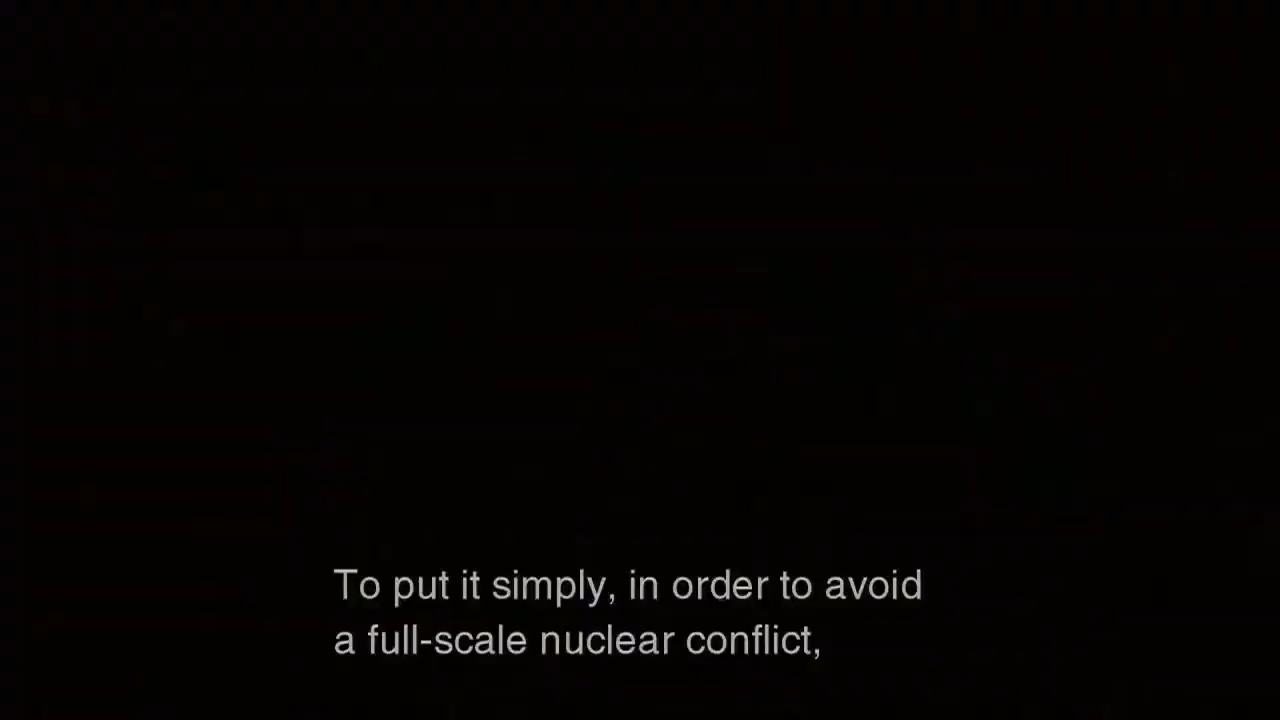 To put it simply, in order to avoid
a full-scale nuclear conflict,